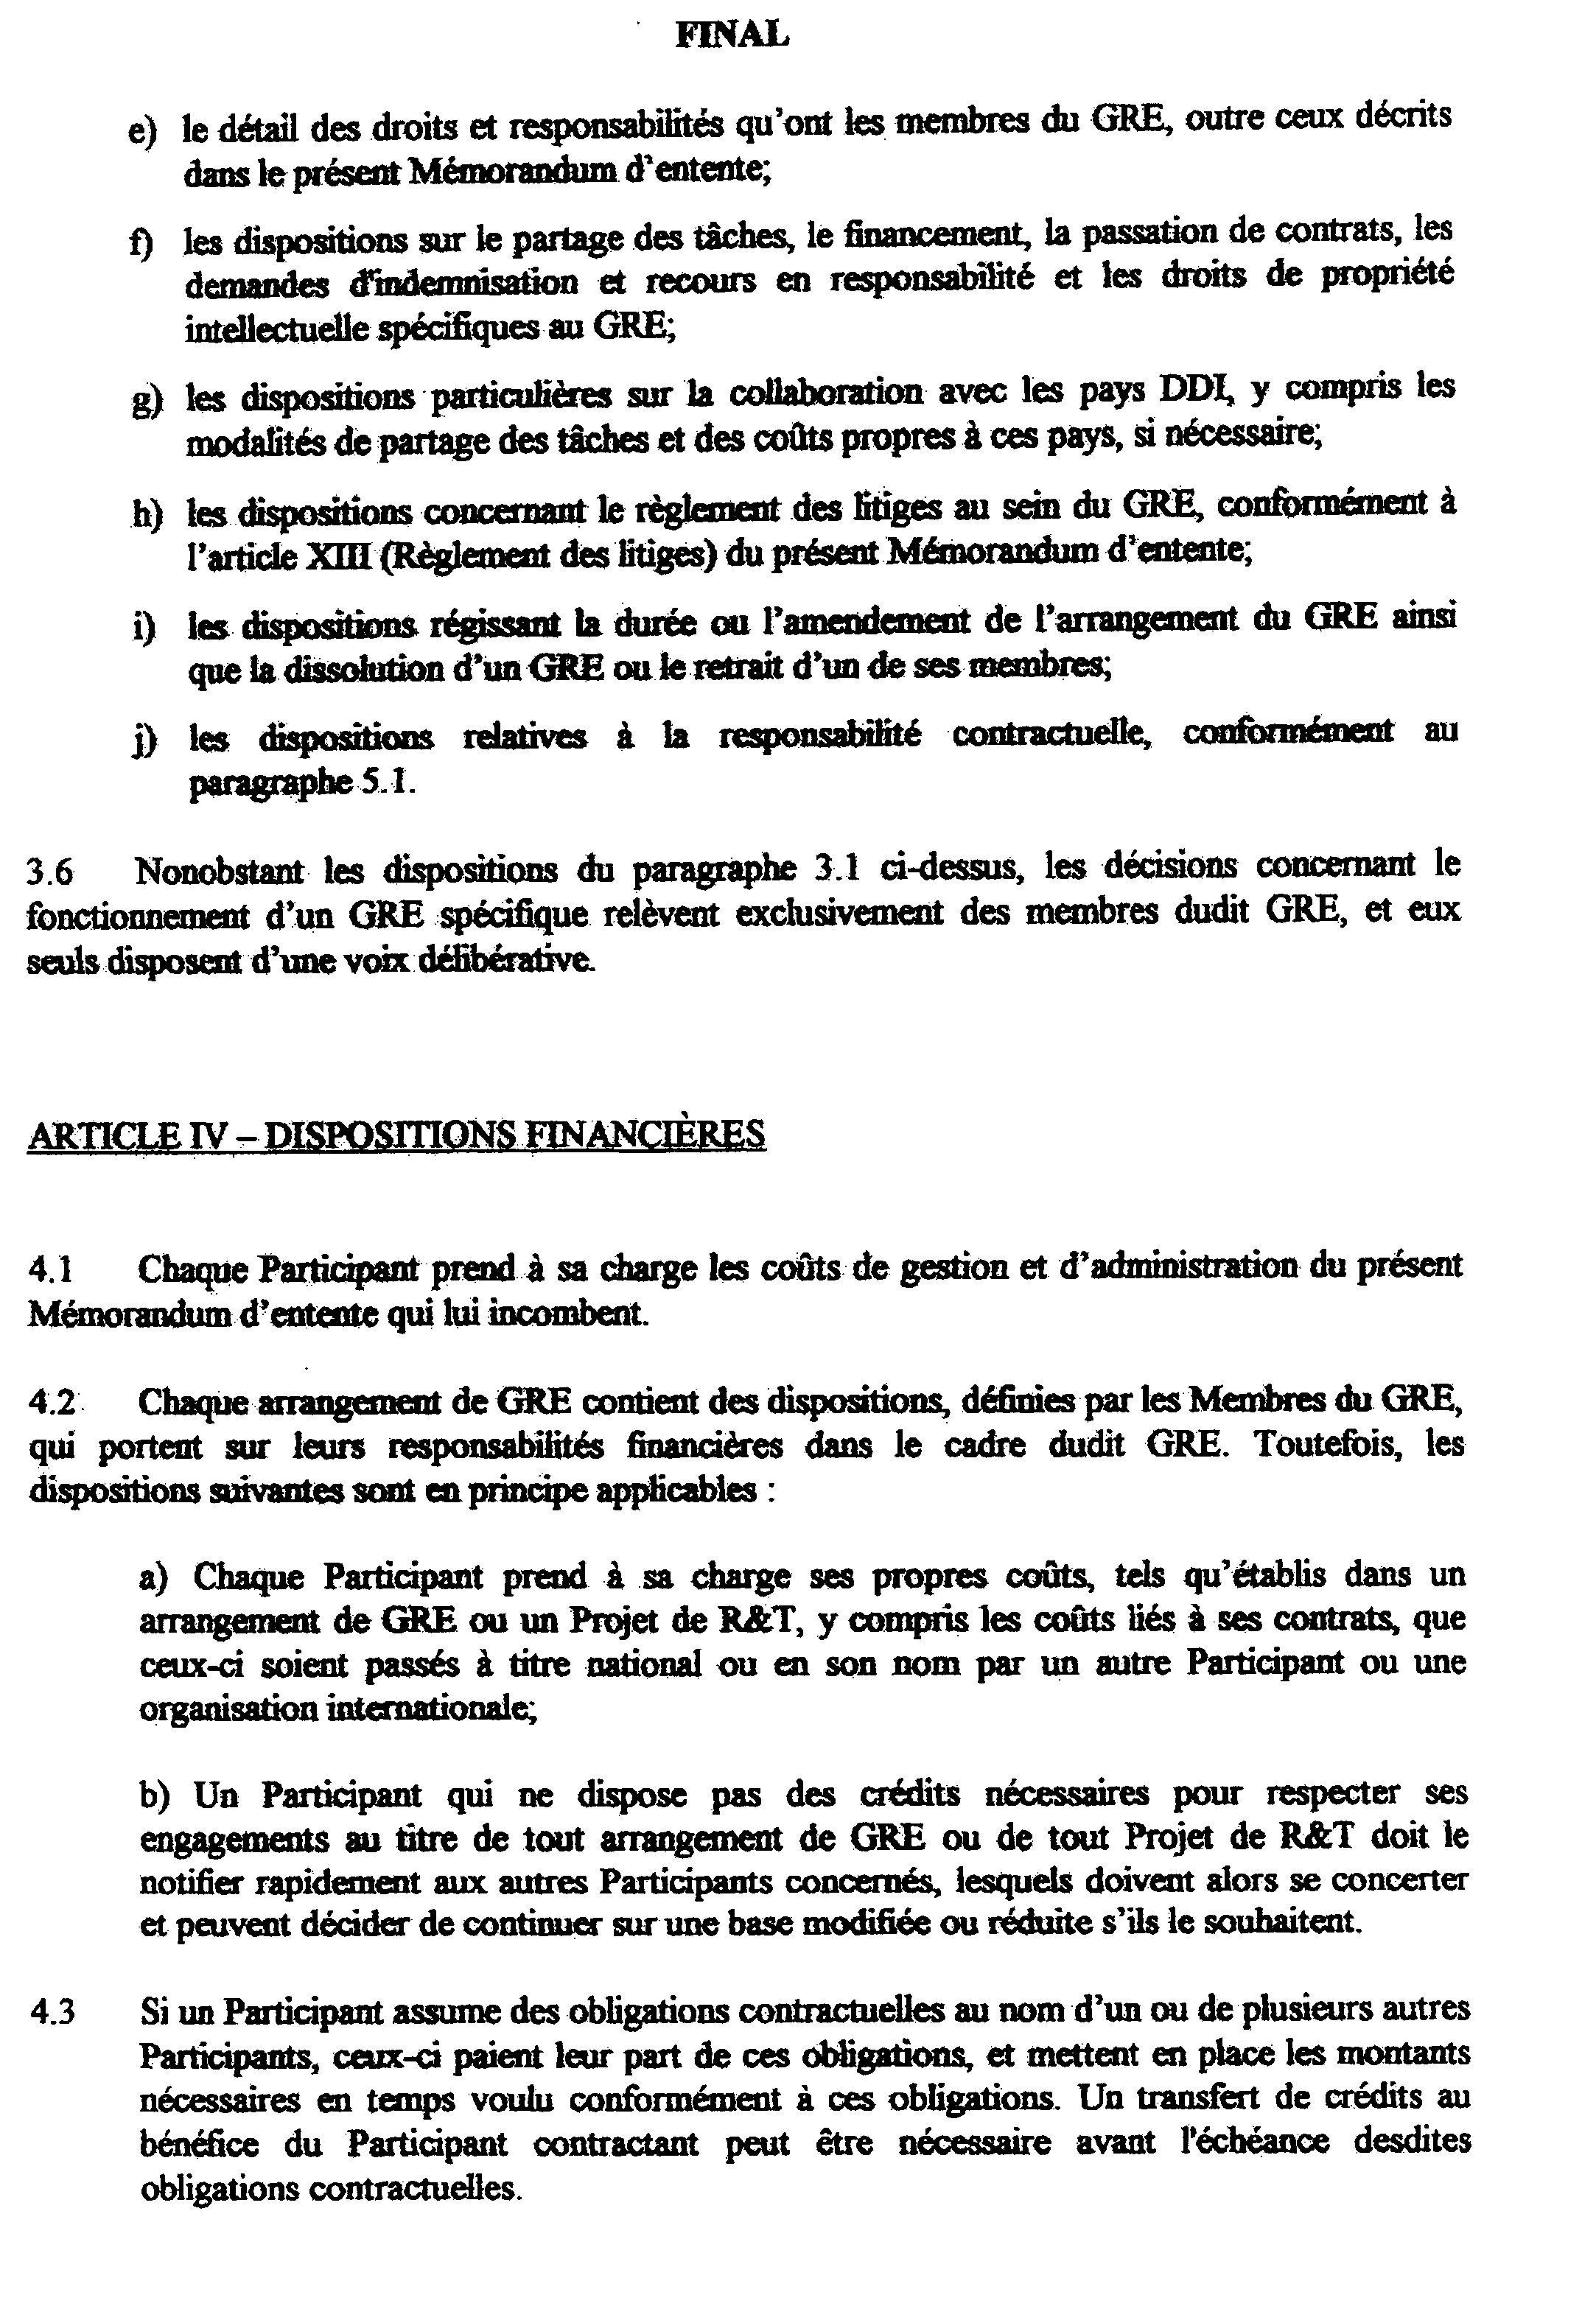 FINAL
e) le détail des droits et responsabilités qu'ont les membres du GRE, outre ceux décrits
dans le présent Mémorandum d'entente;
f) les dispositions sur le partage des tâches, le financement, la passation de contrats, les
demandes d'indemnisation et recours en responsabilité et les droits de propriété
intellectuelle spécifiques au GRE;
g) les dispositions particulières sur la collaboration avec les pays DDI, y compris les
modalités de partage des tâches et des coûts propres à ces pays, si nécessaire;
h) les dispositions concernant le règlement des litiges au sein du GRE, conformément à
l'article XIII (Règlement des litiges) du présent Mémorandum d'entente;
i) les dispositions régissant la durée ou l'amendement de l'arrangement du GRE ainsi
que la dissolution d'un GRE ou le retrait d'un de ses membres;
j) les dispositions relatives à la responsabilité contractuelle, conformément au
paragraphe 5.1.
3.6 Nonobstant les dispositions du paragraphe 3.1 ci-dessus, les décisions concernant le
fonctionnement d'un GRE spécifique relèvent exclusivement des membres dudit GRE, et eux
seuls disposent d'une voix délibérative.
ARTICLE IV – DISPOSITIONS FINANCIÈRES
4.1 Chaque Participant prend à sa charge les coûts de gestion et d'administration du présent
Mémorandum d'entente qui lui incombent.
4.2 Chaque arrangement de GRE contient des dispositions, définies par les Membres du GRE,
qui portent sur leurs responsabilités financières dans le cadre dudit GRE. Toutefois, les
dispositions suivantes sont en principe applicables :
a) Chaque Participant prend à sa charge ses propres coûts, tels qu'établis dans un
arrangement de GRE ou un Projet de R&T, y compris les coûts liés à ses contrats, que
ceux-ci soient passés à titre national ou en son nom par un autre Participant ou une
organisation internationale;
b) Un Participant qui ne dispose pas des crédits nécessaires pour respecter ses
engagements au titre de tout arrangement de GRE ou de tout Projet de R&T doit le
notifier rapidement aux autres Participants concernés, lesquels doivent alors se concerter
et peuvent décider de continuer sur une base modifiée ou réduite s'ils le souhaitent.
4.3 Si un Participant assume des obligations contractuelles au nom d'un ou de plusieurs autres
Participants, ceux-ci paient leur part de ces obligations, et mettent en place les montants
nécessaires en temps voulu conformément à ces obligations. Un transfert de crédits au
bénéfice du Participant contractant peut être nécessaire avant l'échéance desdites
obligations contractuelles.